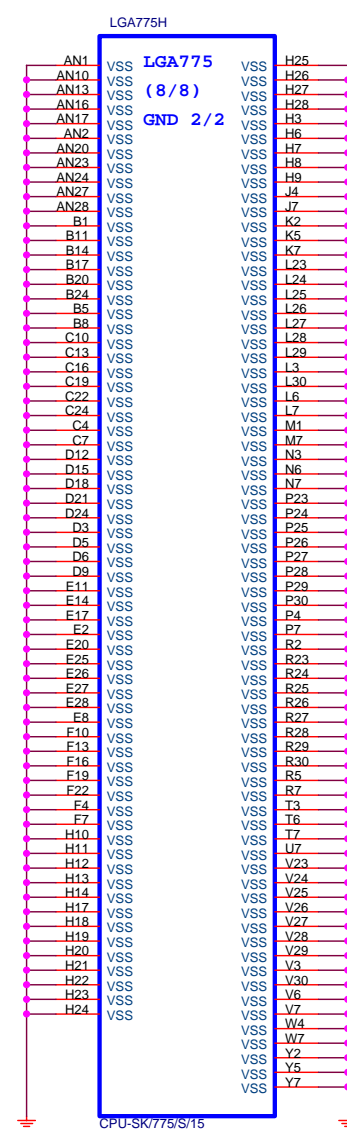 LGA775H
AN1 VSS LGA775 VSS H25
AN10 VSS VSS H26
AN13 VSS (8/8) VSS H27
AN16 VSS VSS H28
AN17 VSS GND 2/2 VSS H3
AN2 VSS VSS H6
AN20 VSS VSS H7
AN23 VSS VSS H8
AN24 VSS VSS H9
AN27 VSS VSS J4
AN28 VSS VSS J7
B1 VSS VSS K2
B11 VSS VSS K5
B14 VSS VSS K7
B17 VSS VSS L23
B20 VSS VSS L24
B24 VSS VSS L25
B5 VSS VSS L26
B8 VSS VSS L27
C10 VSS VSS L28
C13 VSS VSS L29
C16 VSS VSS L3
C19 VSS VSS L30
C22 VSS VSS L6
C24 VSS VSS L7
C4 VSS VSS M1
C7 VSS VSS M7
D12 VSS VSS N3
D15 VSS VSS N6
D18 VSS VSS N7
D21 VSS VSS P23
D24 VSS VSS P24
D3 VSS VSS P25
D5 VSS VSS P26
D6 VSS VSS P27
D9 VSS VSS P28
E11 VSS VSS P29
E14 VSS VSS P30
E17 VSS VSS P4
E2 VSS VSS P7
E20 VSS VSS R2
E25 VSS VSS R23
E26 VSS VSS R24
E27 VSS VSS R25
E28 VSS VSS R26
E8 VSS VSS R27
F10 VSS VSS R28
F13 VSS VSS R29
F16 VSS VSS R30
F19 VSS VSS R5
F22 VSS VSS R7
F4 VSS VSS T3
F7 VSS VSS T6
H10 VSS VSS T7
H11 VSS VSS U7
H12 VSS VSS V23
H13 VSS VSS V24
H14 VSS VSS V25
H17 VSS VSS V26
H18 VSS VSS V27
H19 VSS VSS V28
H20 VSS VSS V29
H21 VSS VSS V3
H22 VSS VSS V30
H23 VSS VSS V6
H24 VSS VSS V7
VSS W4
VSS W7
VSS Y2
VSS Y5
VSS Y7
CPU-SK/775/S/15